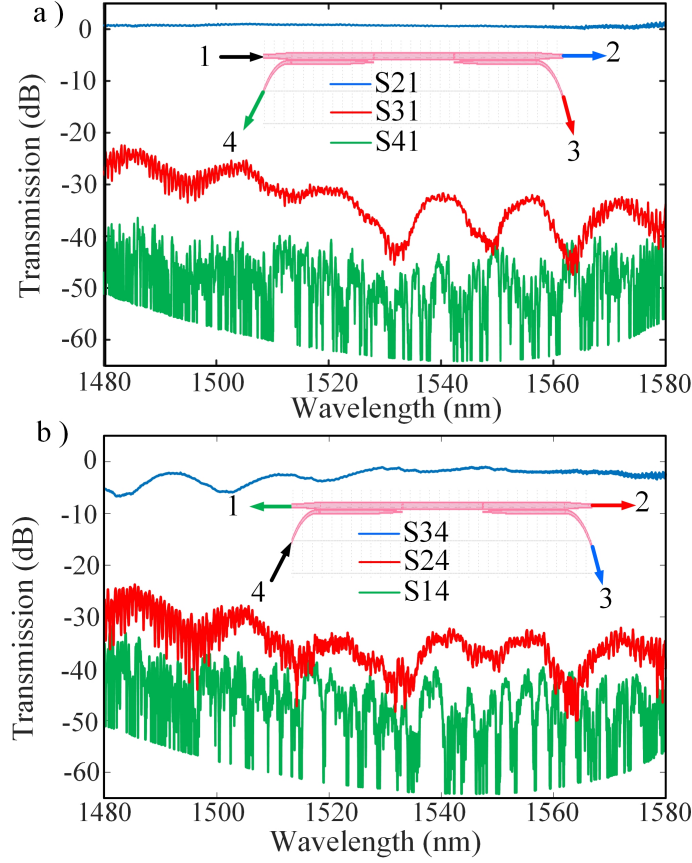 a )
0
-10
-20
-30
-40
-50
-60
Transmission (dB)
1
2
3
4
S21
S31
S41
1480
1500
1520
1540
1560
1580
Wavelength (nm)
b )
0
-10
-20
-30
-40
-50
-60
Transmission (dB)
1
2
3
4
S34
S24
S14
1480
1500
1520
1540
1560
1580
Wavelength (nm)